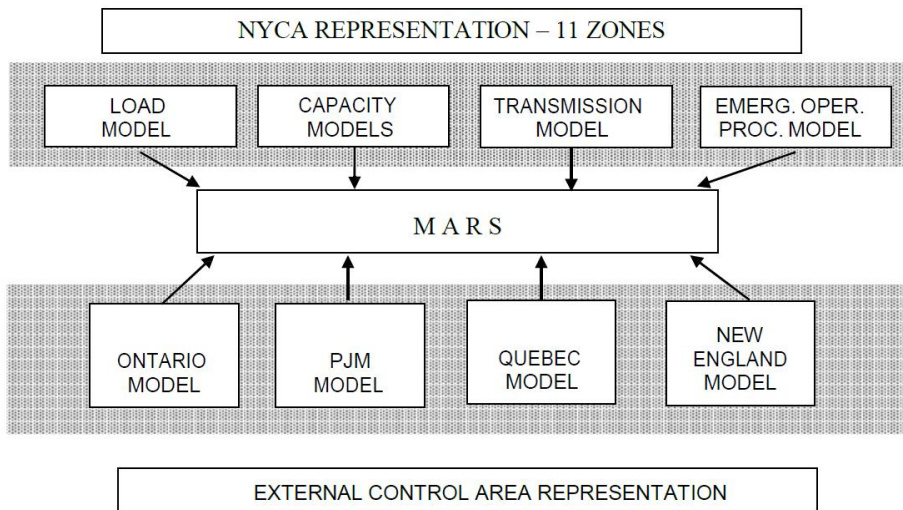 NYCA REPRESENTATION – 11 ZONES
LOAD
MODEL
CAPACITY
MODELS
TRANSMISSION
MODEL
EMERG. OPER.
PROC. MODEL
M A R S
ONTARIO
MODEL
PJM
MODEL
QUEBEC
MODEL
NEW
ENGLAND
MODEL
EXTERNAL CONTROL AREA REPRESENTATION